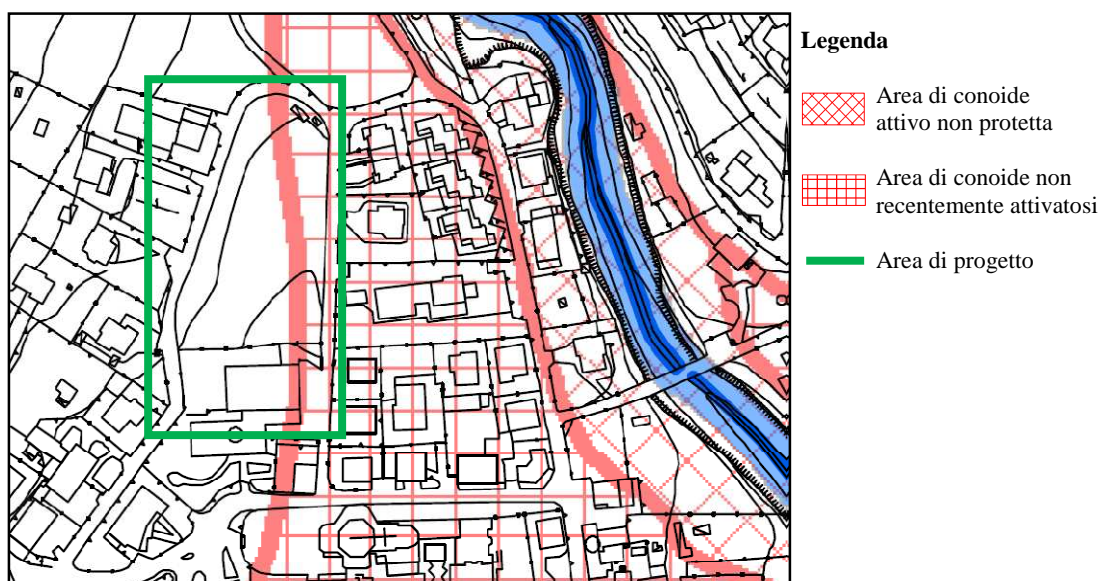 Legenda
Area di conoide
attivo non protetta
Area di conoide non
recentemente attivatosi
Area di progetto